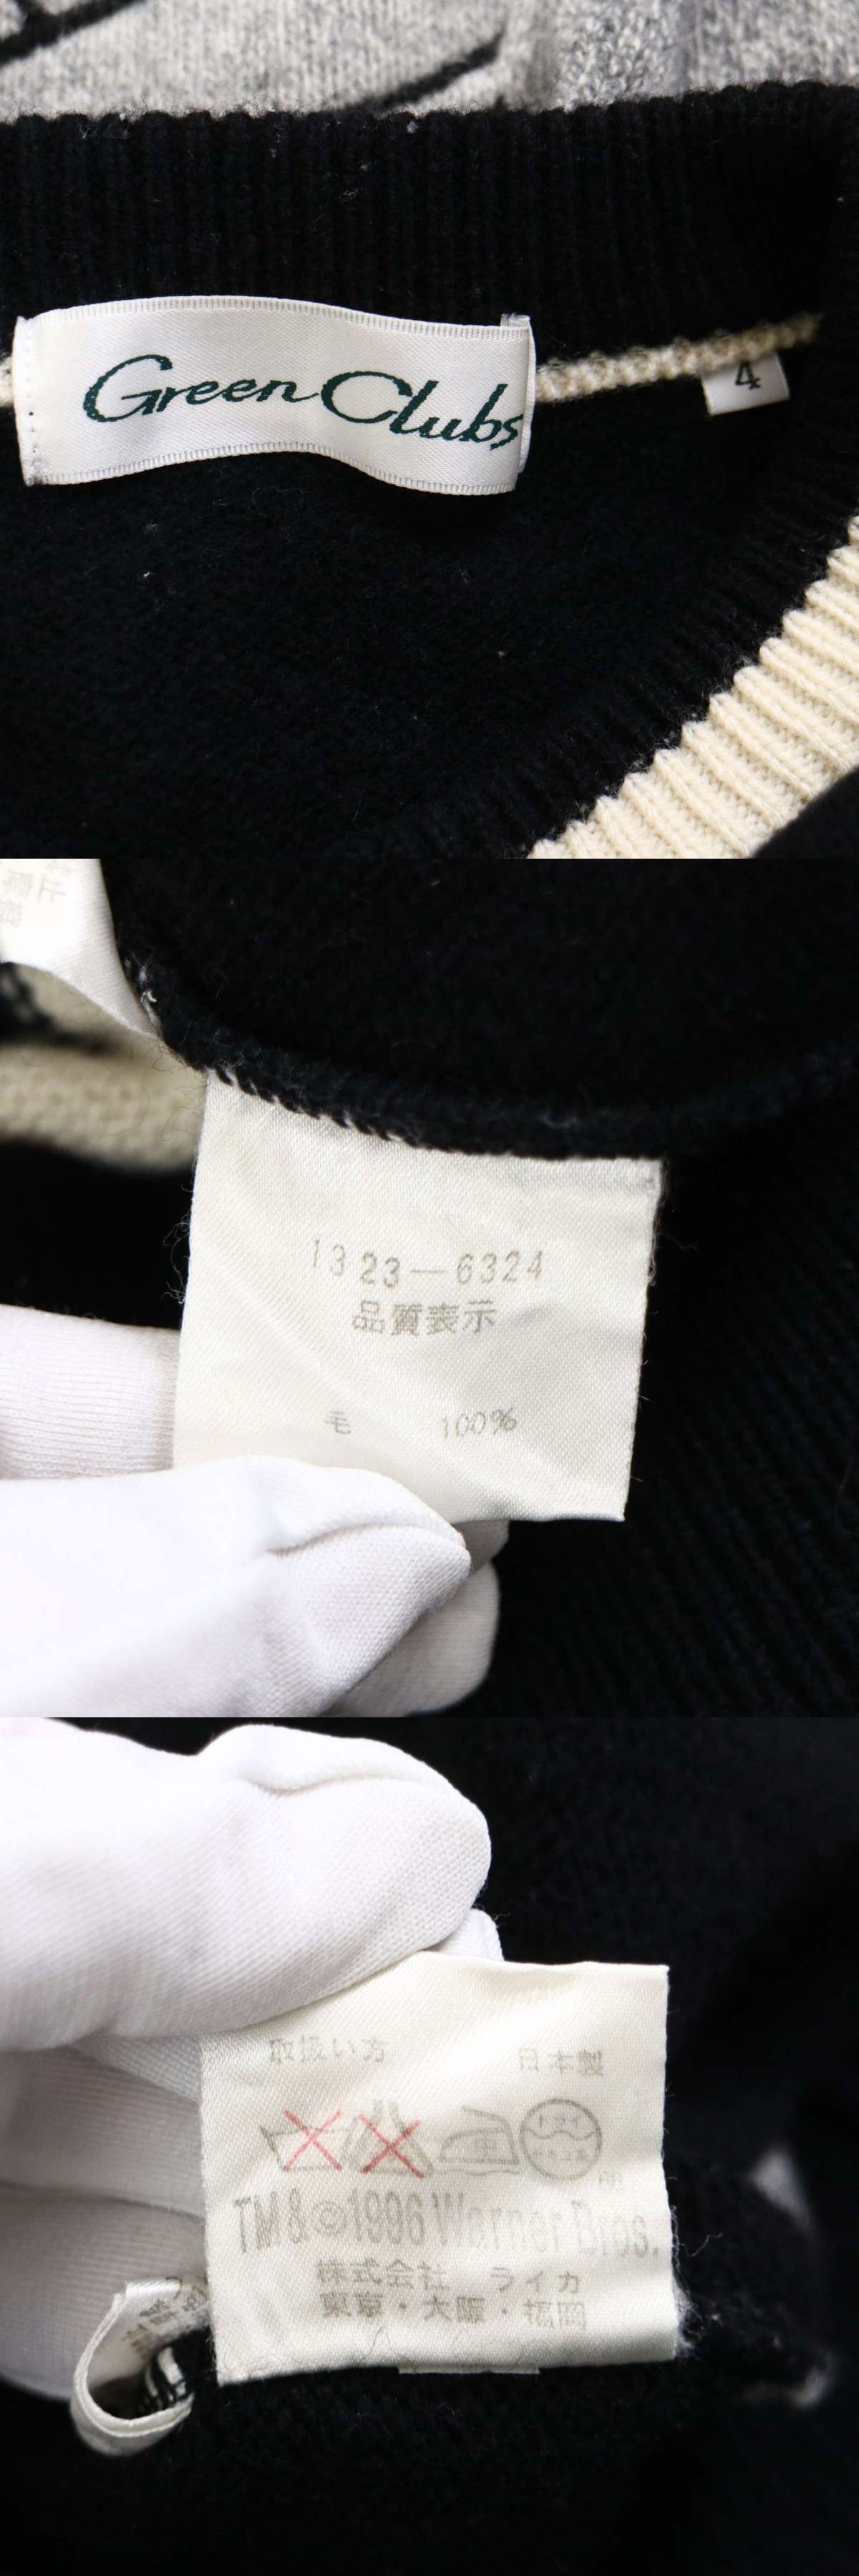 Green Clubs
4
1323-6324
品質表示
毛 100%
取扱い方 日本製
中
ドライ
TM&©1996 Warner Bros.
株式会社 ライカ
東京・大阪・福岡